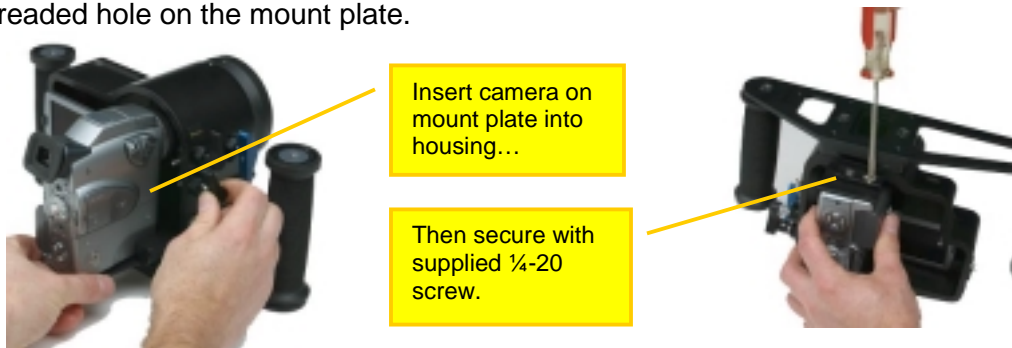 readed hole on the mount plate.
Insert camera on
mount plate into
housing…
Then secure with
supplied ¼-20
screw.